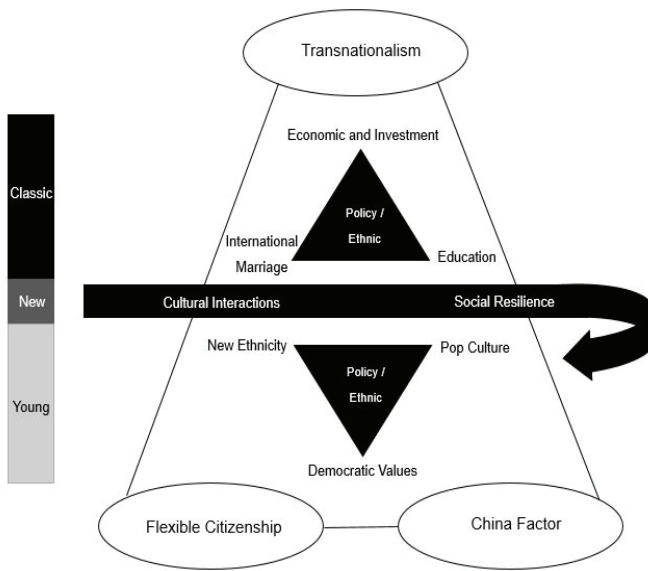 Transnationalism
Economic and Investment
Classic
Policy /
Ethnic
International
Marriage
Education
New
Cultural Interactions
Social Resilience
New Ethnicity
Pop Culture
Policy /
Ethnic
Young
Democratic Values
Flexible Citizenship
China Factor